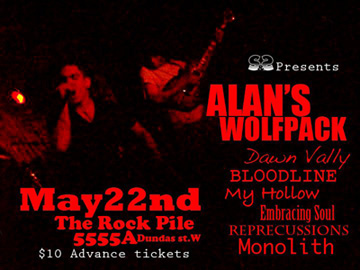 Presents
ALAN'S
WOLFPACK
Dawn Vally
BLOODLINE
My Hollow
Embracing Soul
REPRECUSSIONS
Monolith
May22nd
The Rock Pile
5555A Dundas st.W
$10 Advance tickets